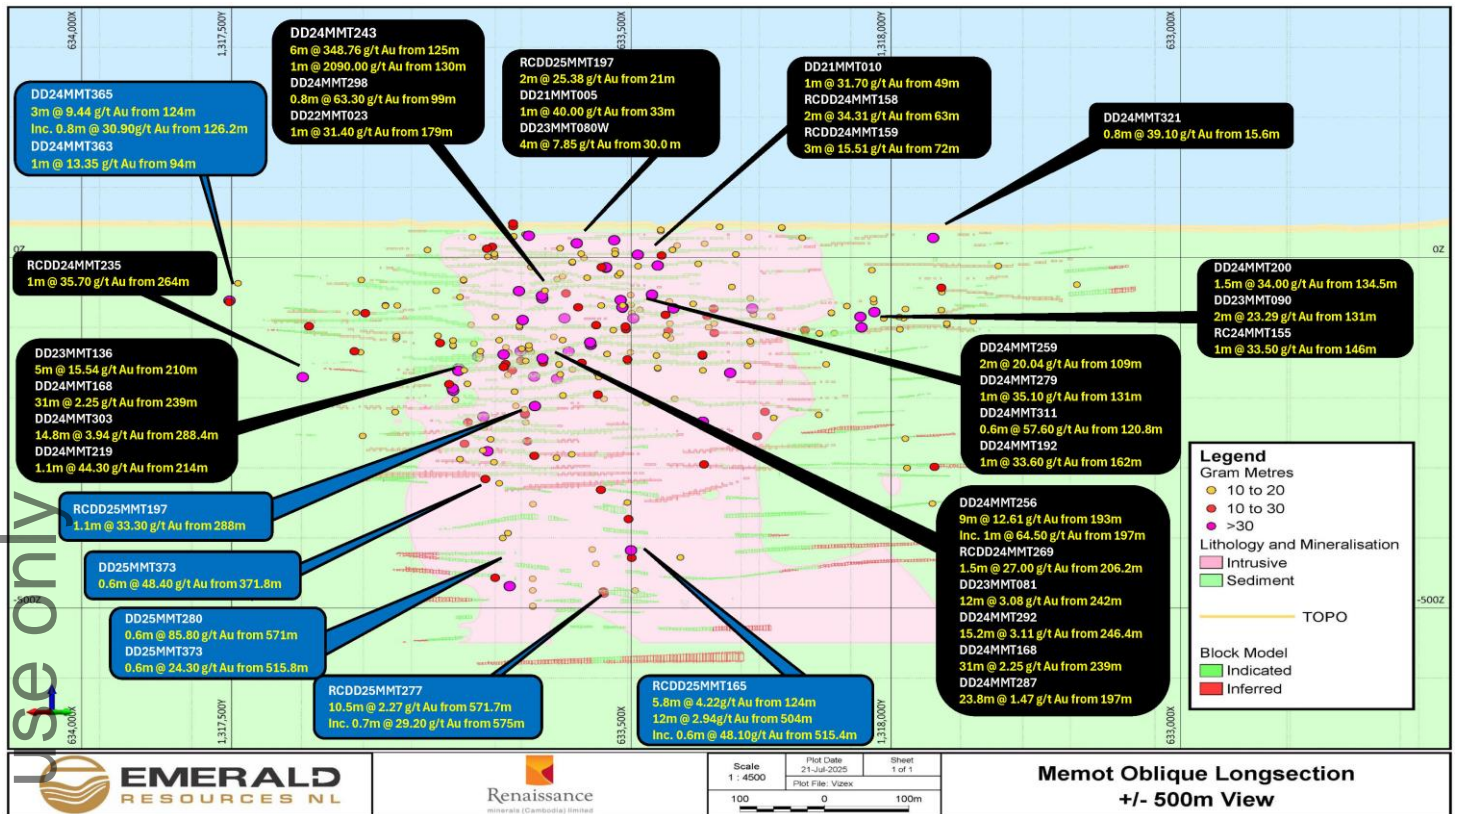 634,000X
1,317,500Y
633,500X
1,318,000Y
633,000X
DD24MMT243
6m @ 348.76 g/t Au from 125m
1m @ 2090.00 g/t Au from 130m
DD24MMT298
0.8m @ 63.30 g/t Au from 99m
DD22MMT023
1m @ 31.40 g/t Au from 179m
RCDD25MMT197
2m @ 25.38 g/t Au from 21m
DD21MMT005
1m @ 40.00 g/t Au from 33m
DD23MMT080W
4m @ 7.85 g/t Au from 30.0 m
DD21MMT010
1m @ 31.70 g/t Au from 49m
RCDD24MMT158
2m @ 34.31 g/t Au from 63m
RCDD24MMT159
3m @ 15.51 g/t Au from 72m
DD24MMT321
0.8m @ 39.10 g/t Au from 15.6m
DD24MMT365
3m @ 9.44 g/t Au from 124m
Inc. 0.8m @ 30.90g/t Au from 126.2m
DD24MMT363
1m @ 13.35 g/t Au from 94m
0Z
0Z
RCDD24MMT235
1m @ 35.70 g/t Au from 264m
DD24MMT200
1.5m @ 34.00 g/t Au from 134.5m
DD23MMT090
2m @ 23.29 g/t Au from 131m
RC24MMT155
1m @ 33.50 g/t Au from 146m
DD23MMT136
5m @ 15.54 g/t Au from 210m
DD24MMT168
31m @ 2.25 g/t Au from 239m
DD24MMT303
14.8m @ 3.94 g/t Au from 288.4m
DD24MMT219
1.1m @ 44.30 g/t Au from 214m
DD24MMT259
2m @ 20.04 g/t Au from 109m
DD24MMT279
1m @ 35.10 g/t Au from 131m
DD24MMT311
0.6m @ 57.60 g/t Au from 120.8m
DD24MMT192
1m @ 33.60 g/t Au from 162m
RCDD25MMT197
1.1m @ 33.30 g/t Au from 288m
DD25MMT373
0.6m @ 48.40 g/t Au from 371.8m
DD25MMT280
0.6m @ 85.80 g/t Au from 571m
DD25MMT373
0.6m @ 24.30 g/t Au from 515.8m
RCDD25MMT277
10.5m @ 2.27 g/t Au from 571.7m
Inc. 0.7m @ 29.20 g/t Au from 575m
RCDD25MMT165
5.8m @ 4.22g/t Au from 124m
12m @ 2.94g/t Au from 504m
Inc. 0.6m @ 48.10g/t Au from 515.4m
DD24MMT256
9m @ 12.61 g/t Au from 193m
Inc. 1m @ 64.50 g/t Au from 197m
RCDD24MMT269
1.5m @ 27.00 g/t Au from 206.2m
DD23MMT081
12m @ 3.08 g/t Au from 242m
DD24MMT292
15.2m @ 3.11 g/t Au from 246.4m
DD24MMT168
31m @ 2.25 g/t Au from 239m
DD24MMT287
23.8m @ 1.47 g/t Au from 197m
Legend
Gram Metres
10 to 20
10 to 30
>30
Lithology and Mineralisation
Intrusive
Sediment
TOPO
Block Model
Indicated
Inferred
-500Z
-500Z
634,000X
1,317,500Y
633,500X
1,318,000Y
633,000X
use only
EMERALD
RESOURCES NL
Renaissance
minerals (Cambodia) limited
Scale
1 : 4500
Plot Date
21-Jul-2025
Sheet
1 of 1
Plot File: Vizex
100 0 100m
Memot Oblique Longsection
+/- 500m View